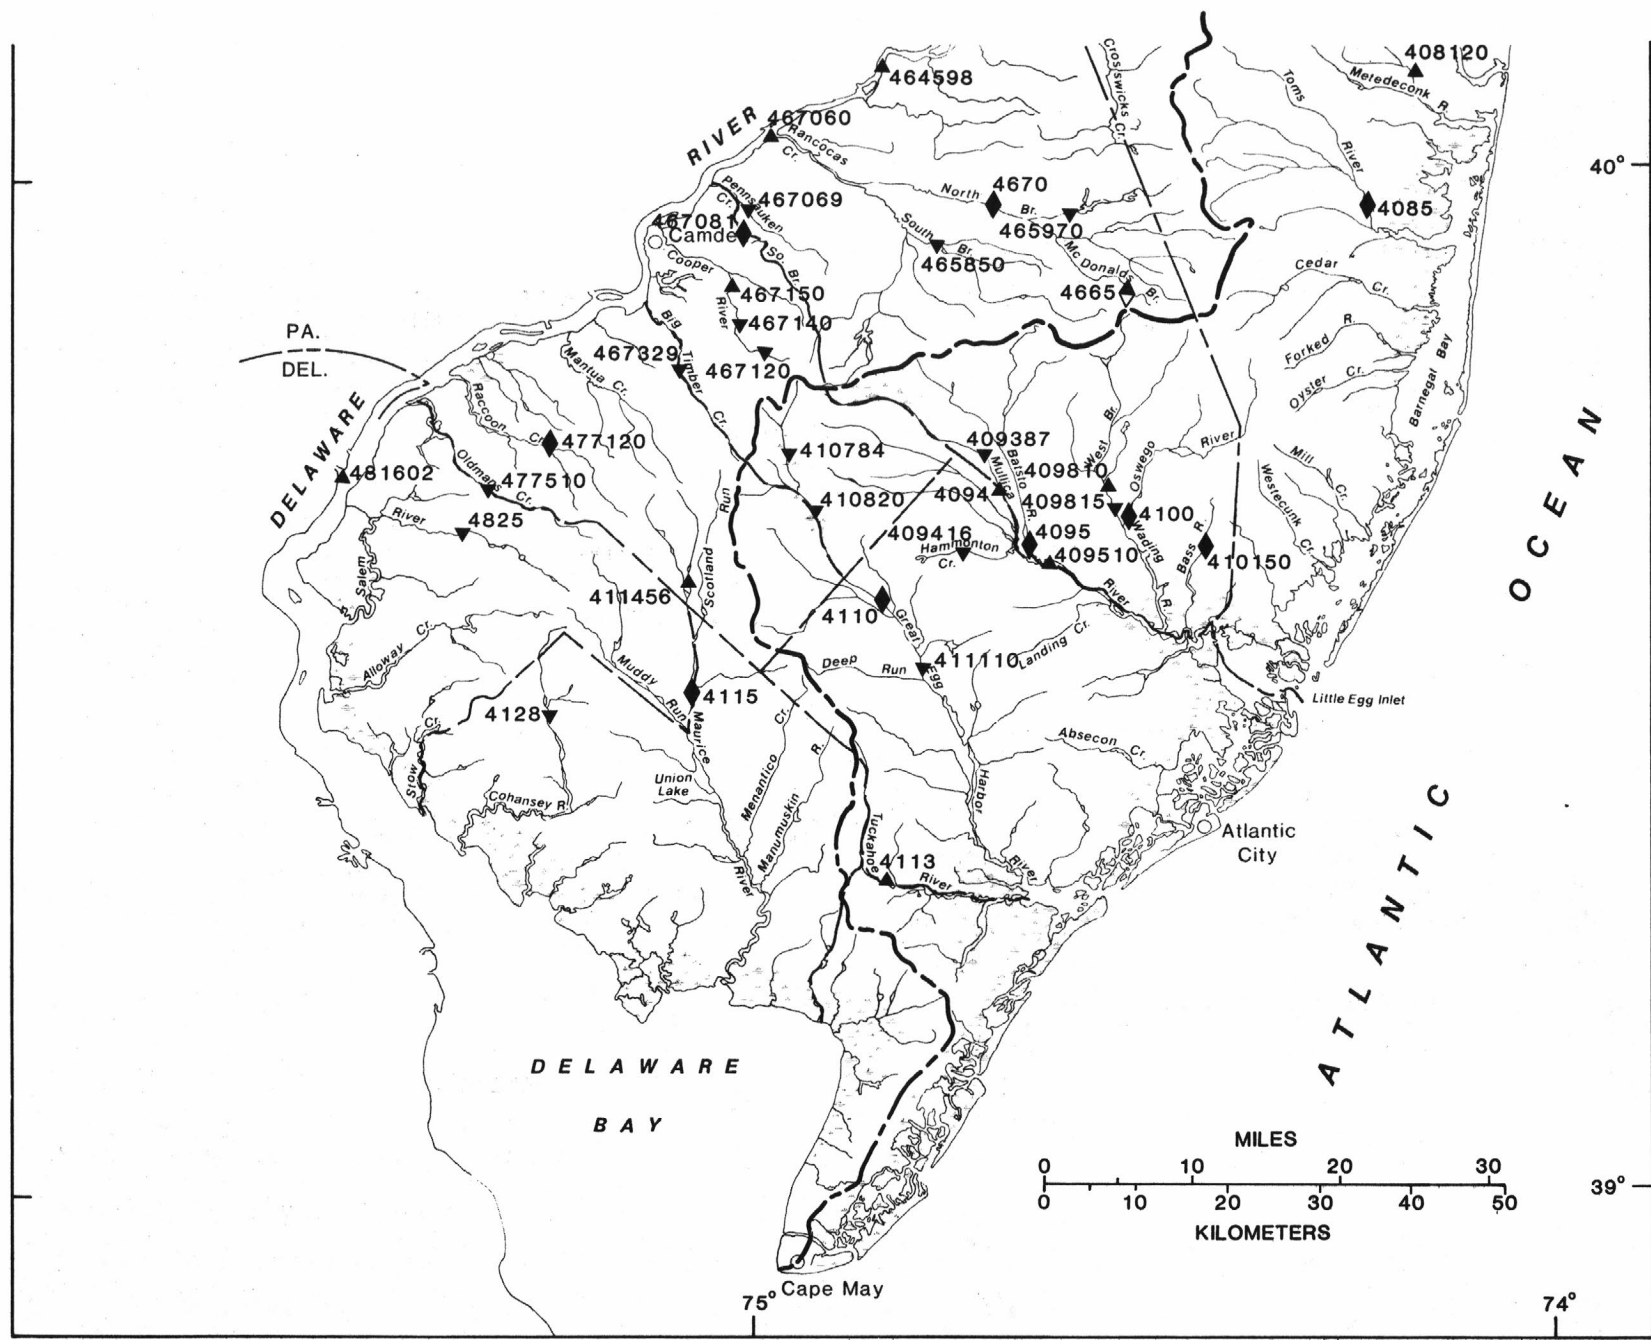 408120
Metedeconk R.
464598
Crosswicks Cr.
Toms River
467060
RIVER
Rancocas Cr.
40°
Pennsauken Cr.
467069
North Br.
4670
465970
4085
467081
Camde
So. Br.
South Br.
465850
Mc Donalds Br.
4665
Cedar Cr.
Cooper River
467150
467140
467120
Forked R.
Oyster Cr.
Barnegat Bay
PA.
DEL.
Big Timber Cr.
467329
Mantua Cr.
Raccoon Cr.
477120
DELAWARE
481602
Oldmans Cr.
477510
River
4825
Salem
410784
410820
409387
Batsto R.
Mullica
4094
409810
West Br.
Oswego River
409815
4100
Wading R.
Mill Cr.
Westecunk Cr.
4095
409416
Hammonton Cr.
409510
River
Bass R.
410150
Run
Scotland
411456
4110
Great Egg Harbor River
411110
Landing Cr.
Deep Run
Alloway Cr.
Muddy Run
4115
Maurice River
4128
Stow Cr.
Cohansey R.
Union
Lake
Menantico Cr.
Manumuskin R.
Little Egg Inlet
Absecon Cr.
Atlantic
City
Tuckahoe River
4113
ATLANTIC OCEAN
DELAWARE
BAY
MILES
0 10 20 30
0 10 20 30 40 50
KILOMETERS
39°
Cape May
75°
74°